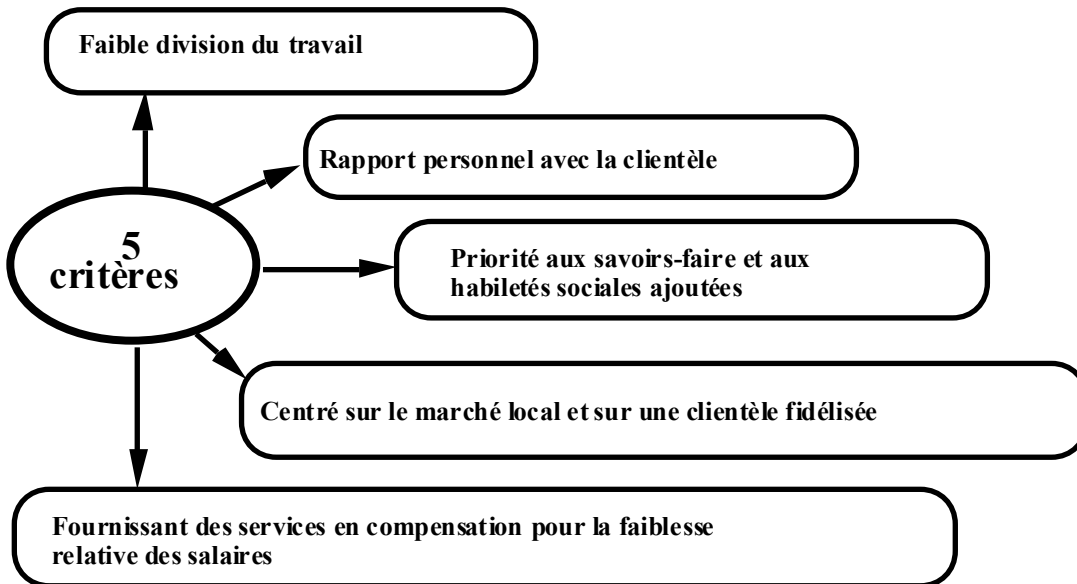 Faible division du travail
Rapport personnel avec la clientèle
5
critères
Priorité aux savoirs-faire et aux
habiletés sociales ajoutées
Centré sur le marché local et sur une clientèle fidélisée
Fournissant des services en compensation pour la faiblesse
relative des salaires